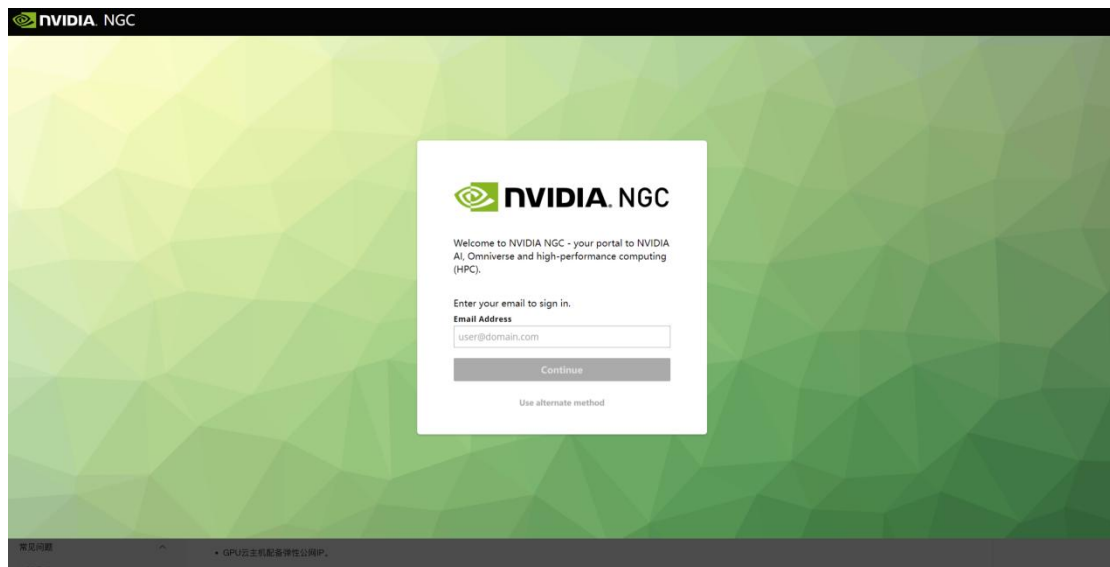 NVIDIA. NGC
NVIDIA. NGC
Welcome to NVIDIA NGC - your portal to NVIDIA
AI, Omniverse and high-performance computing
(HPC).
Enter your email to sign in.
Email Address
user@domain.com
Continue
Use alternate method
常见问题
• GPU云主机配备弹性公网IP。